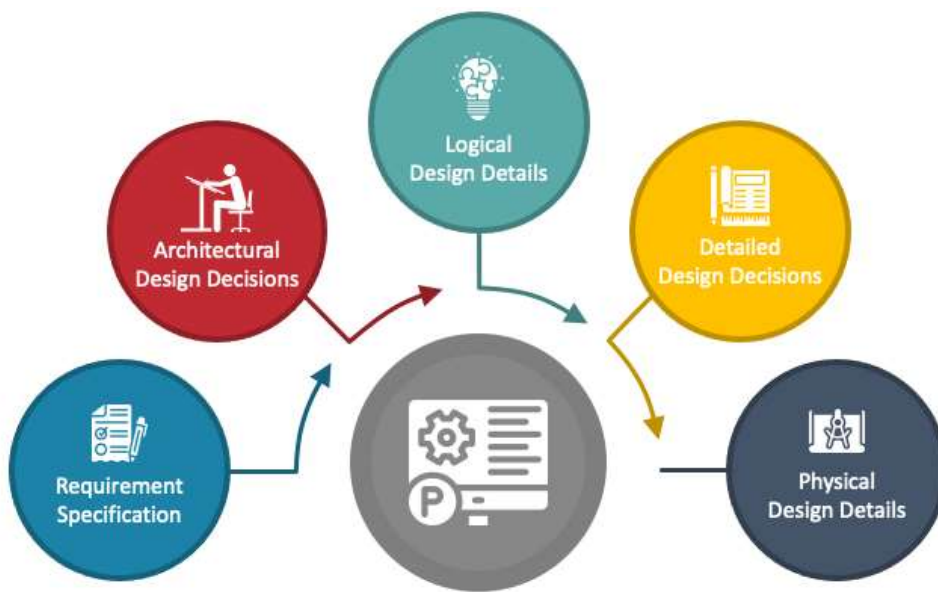 Logical
Design Details
Architectural
Design Decisions
Detailed
Design Decisions
Requirement
Specification
P
Physical
Design Details